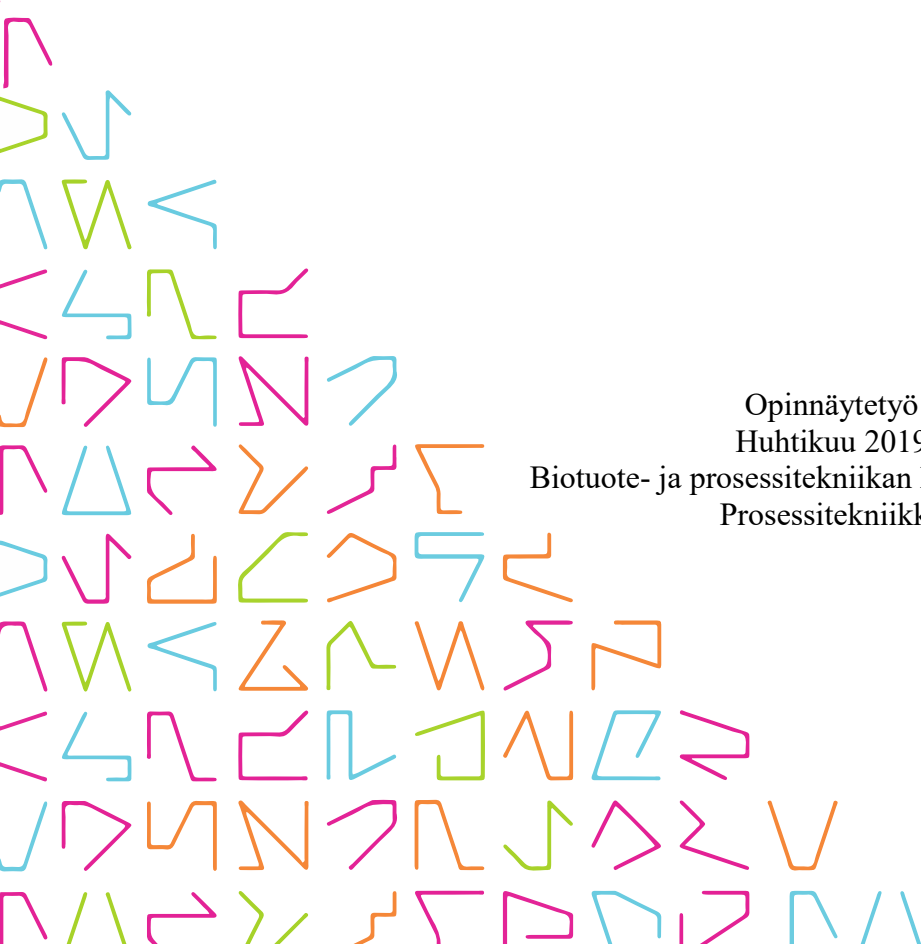 Opinnäytetyö
Huhtikuu 2019
Biotuote- ja prosessitekniikan
Prosessitekniikk